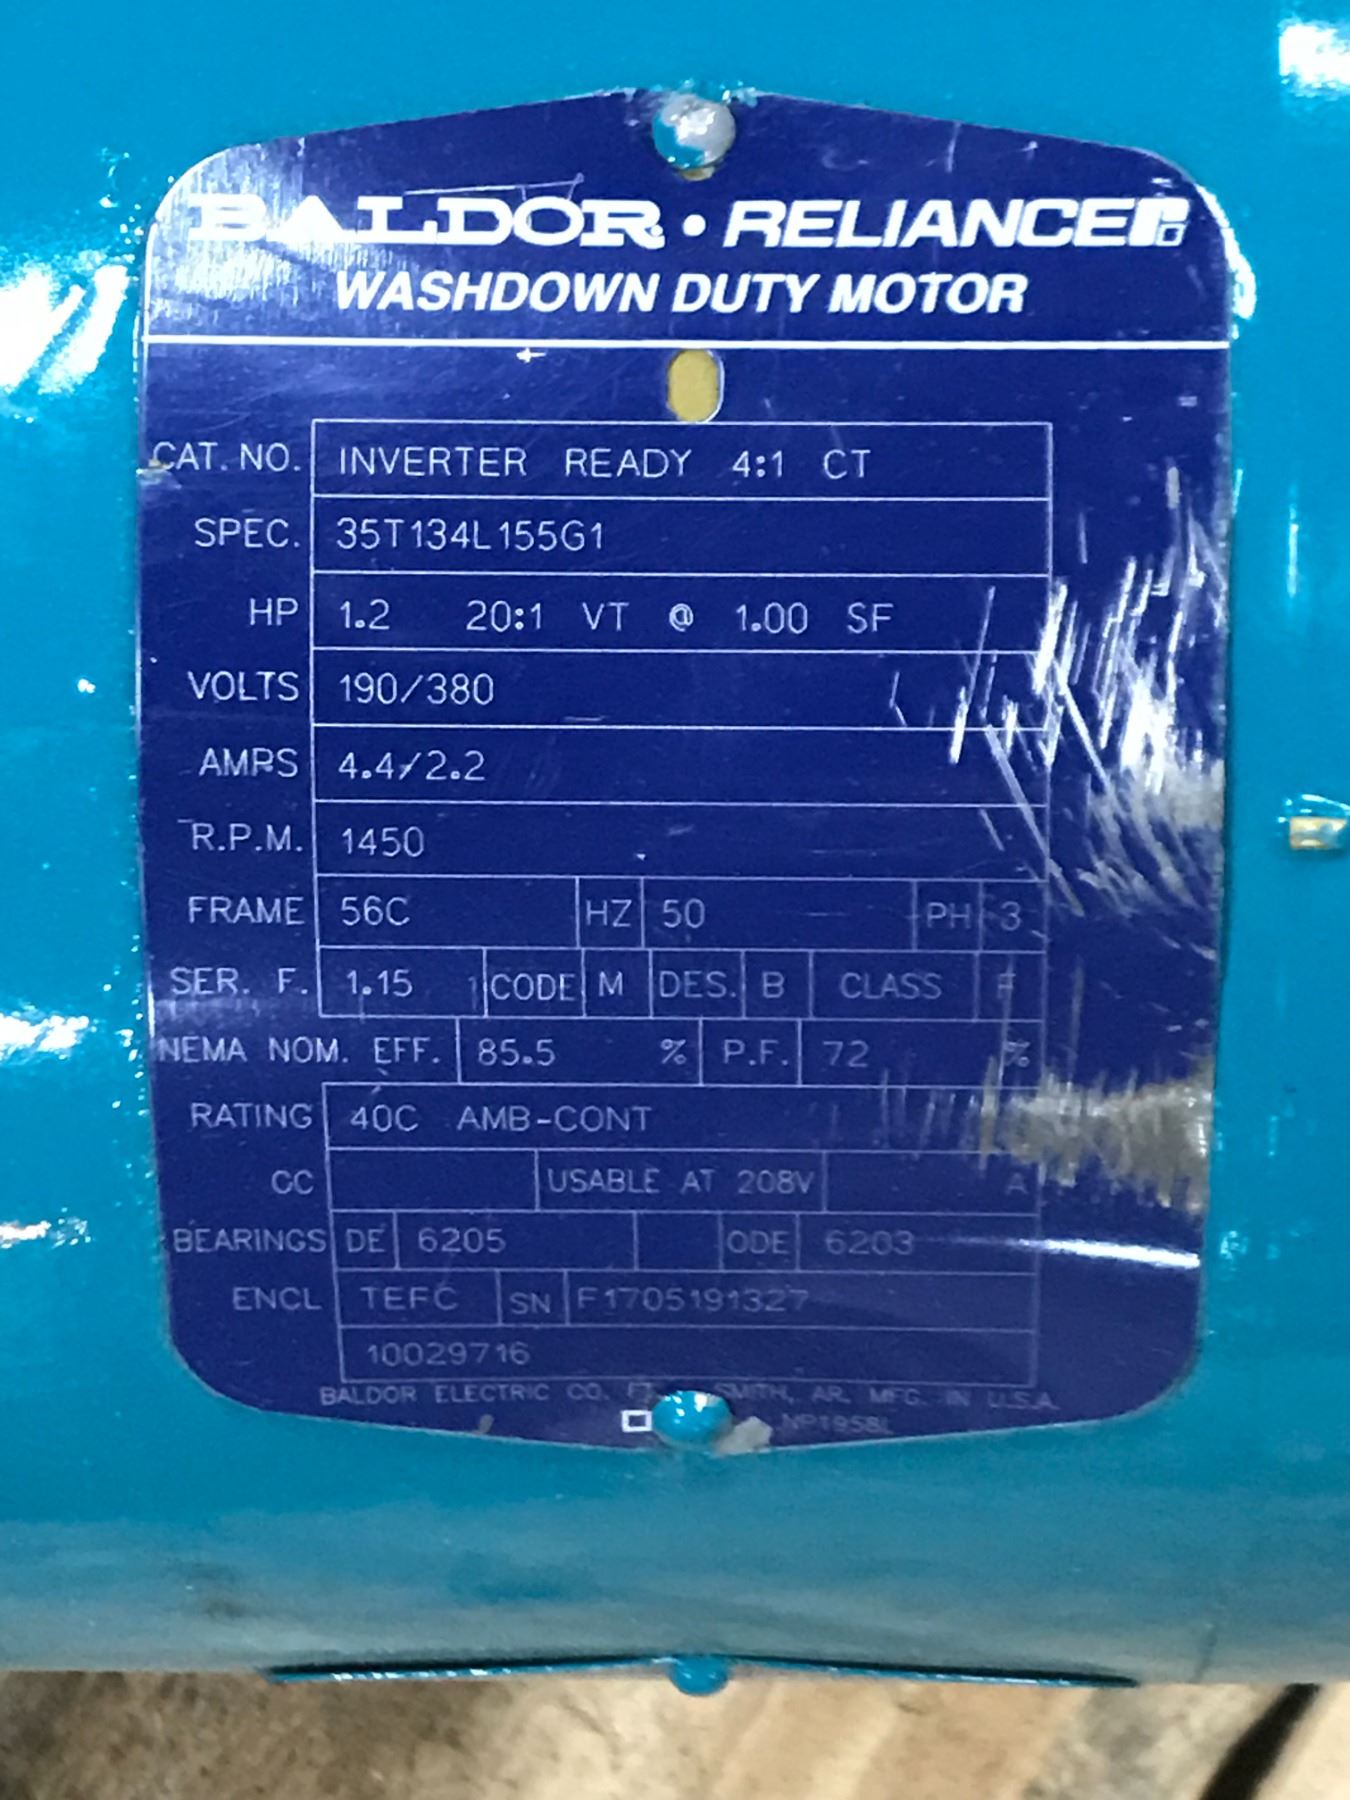 BALDOR • RELIANCE
WASHDOWN DUTY MOTOR
CAT. NO. INVERTER READY 4:1 CT
SPEC. 35T134L155G1
HP 1.2 20:1 VT @ 1.00 SF
VOLTS 190/380
AMPS 4.4/2.2
R.P.M. 1450
FRAME 56C HZ 50 PH 3
SER. F. 1.15 CODE M DES. B CLASS F
NEMA NOM. EFF. 85.5 % P.F. 72 %
RATING 40C AMB-CONT
CC USABLE AT 208V A
BEARINGS DE 6205 ODE 6203
ENCL TEFC SN F1705191327
10029716
BALDOR ELECTRIC CO. SMITH, AR. MFG. IN U.S.A.
NP1958L